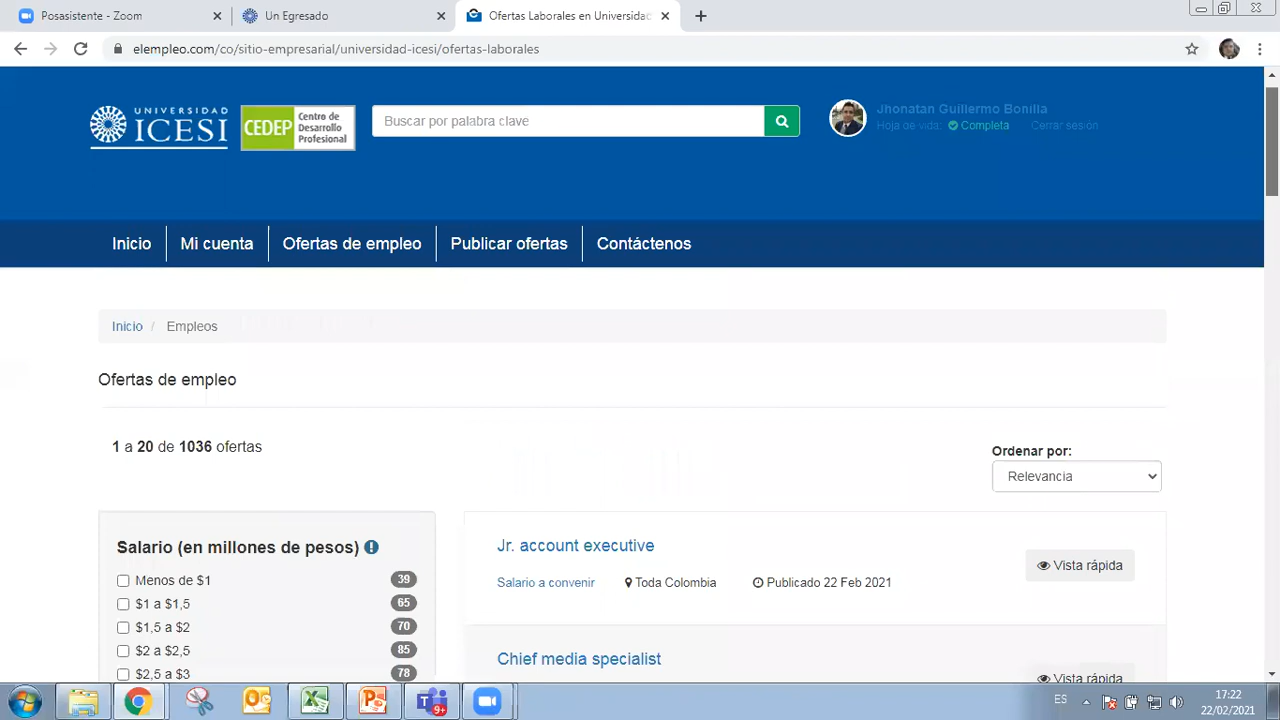 Posasistente - Zoom
Un Egresado
Ofertas Laborales en Universidad
elempleo.com/co/sitio-empresarial/universidad-icesi/ofertas-laborales
UNIVERSIDAD
ICESI
CEDEP
Centro de
Desarrollo
Profesional
Buscar por palabra clave
Jhonatan Guillermo Bonilla
Hoja de vida: Completa Cerrar sesión
Inicio Mi cuenta Ofertas de empleo Publicar ofertas Contáctenos
Inicio / Empleos
Ofertas de empleo
1 a 20 de 1036 ofertas
Ordenar por:
Relevancia
Salario (en millones de pesos)
Menos de $1 39
$1 a $1,5 65
$1,5 a $2 70
$2 a $2,5 85
$2,5 a $3 78
Jr. account executive
Salario a convenir Toda Colombia Publicado 22 Feb 2021
Vista rápida
Chief media specialist
Vista rápida
9+
ES
17:22
22/02/2021